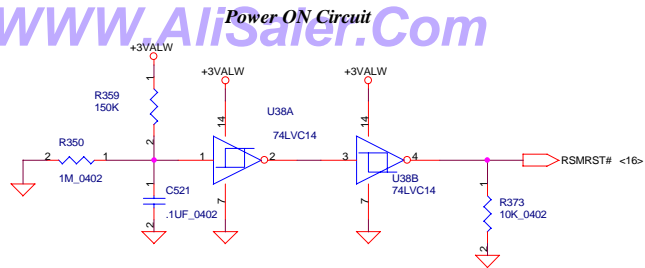 Power ON Circuit
WWW.AliSaler.Com
+3VALW
+3VALW
+3VALW
R359
150K
1
2
R350
2
1
1M_0402
C521
1
2
.1UF_0402
U38A
74LVC14
14
1
2
7
U38B
74LVC14
14
3
4
7
RSMRST# <16>
R373
10K_0402
1
2